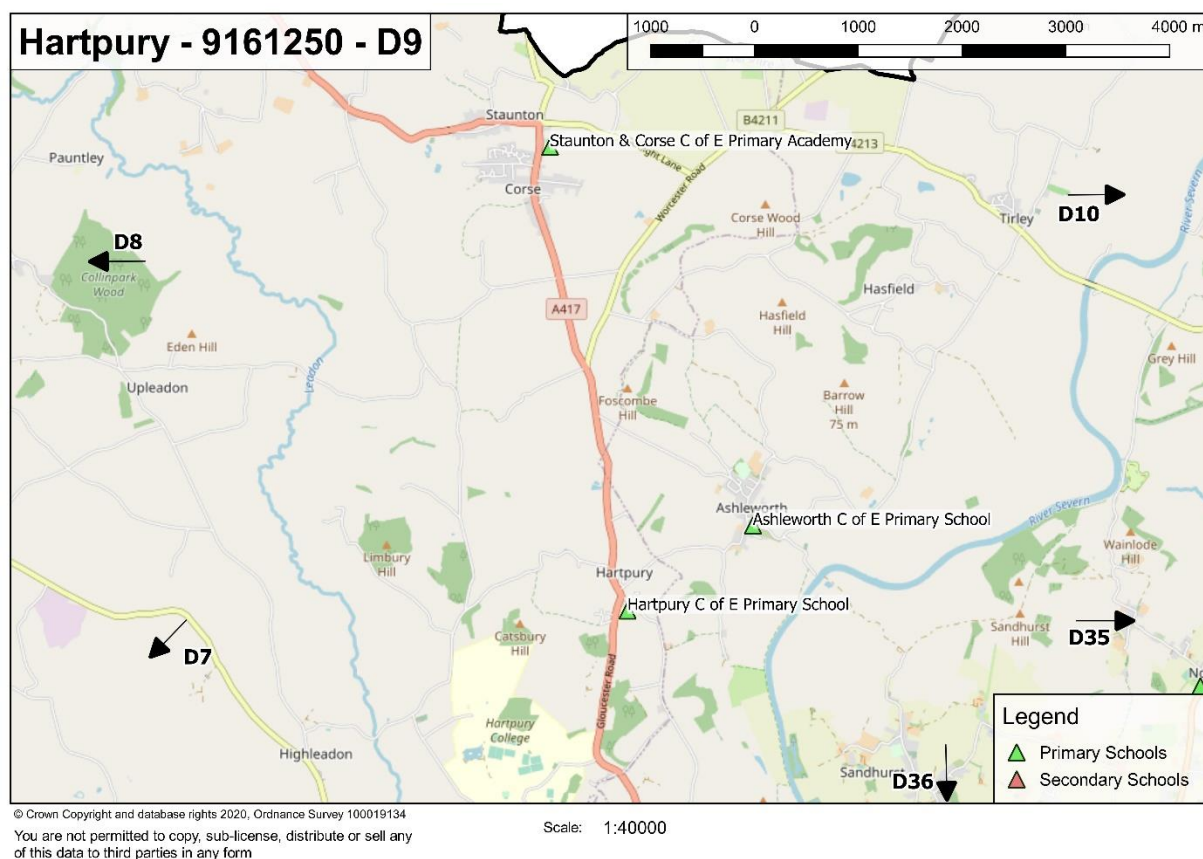 Hartpury - 9161250 - D9
1000 0 1000 2000 3000 4000 m
Staunton
B4211
Staunton & Corse C of E Primary Academy
B4213
Pauntley
Corse
Worcester Road
River Severn
D10
Corse Wood
Hill
Tirley
D8
Collinpark
Wood
Hasfield
A417
Hasfield
Hill
Eden Hill
Grey Hill
Leadon
Upleadon
Foscombe
Hill
Barrow
Hill
75 m
Ashleworth
Ashleworth C of E Primary School
River Severn
Wainlode
Hill
Limbury
Hill
Hartpury
Hartpury C of E Primary School
Catsbury
Hill
Sandhurst
Hill
D35
D7
Gloucester Road
Hartpury
College
Highleadon
Sandhurst
D36
Legend
Primary Schools
Secondary Schools
© Crown Copyright and database rights 2020, Ordnance Survey 100019134
You are not permitted to copy, sub-license, distribute or sell any
of this data to third parties in any form
Scale: 1:40000